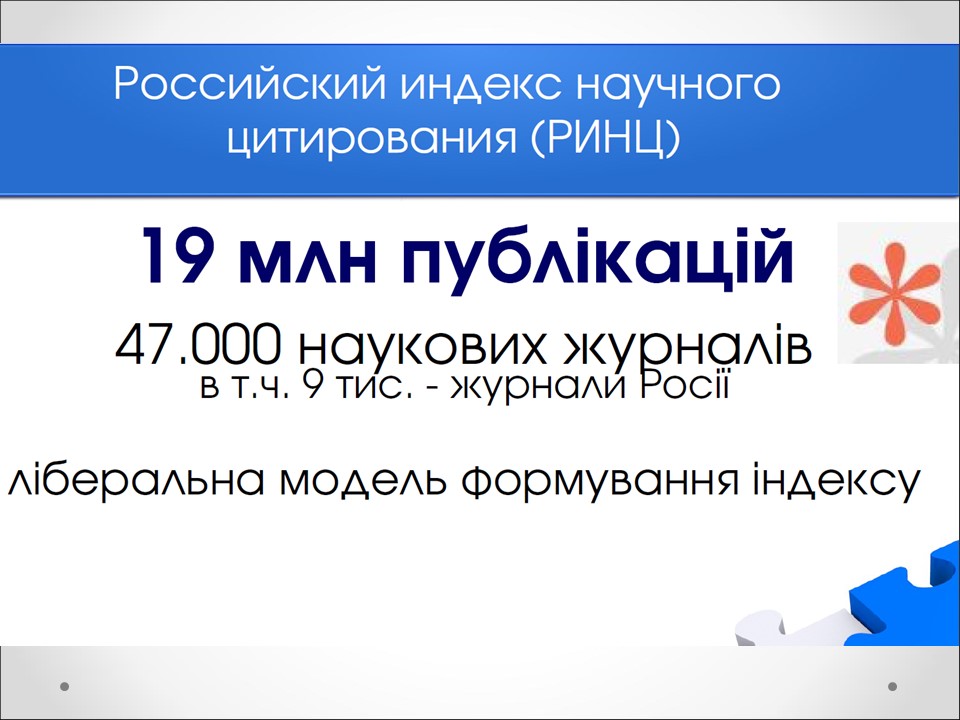 Российский индекс научного
цитирования (РИНЦ)
19 млн публікацій
47.000 наукових журналів
в т.ч. 9 тис. - журнали Росії
ліберальна модель формування індексу